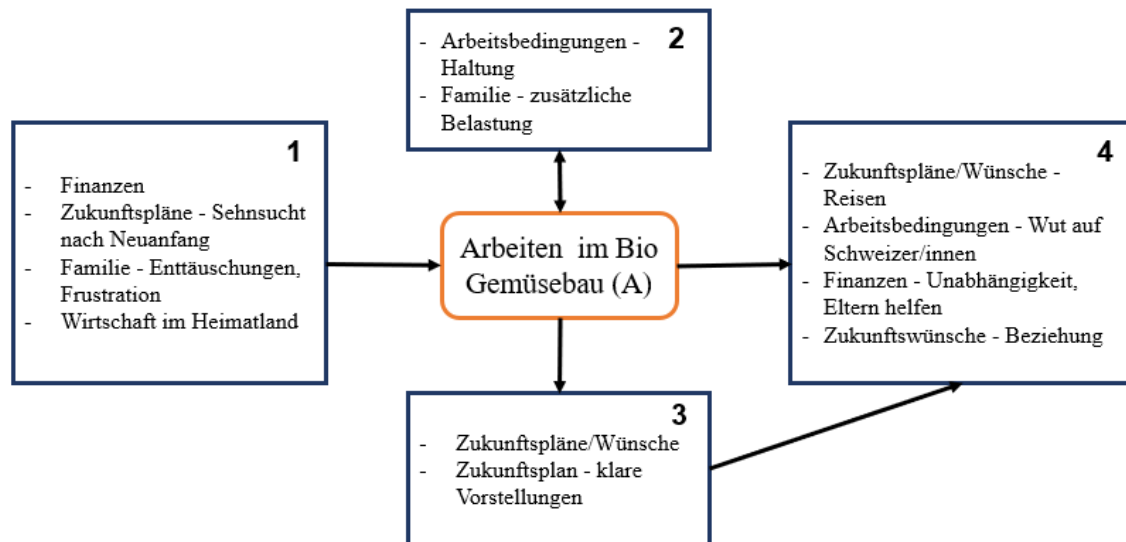 1
- Finanzen
- Zukunftspläne - Sehnsucht
nach Neuanfang
- Familie - Enttäuschungen,
Frustration
- Wirtschaft im Heimatland
2
- Arbeitsbedingungen -
Haltung
- Familie - zusätzliche
Belastung
Arbeiten im Bio
Gemüsebau (A)
3
- Zukunftspläne/Wünsche
- Zukunftsplan - klare
Vorstellungen
4
- Zukunftspläne/Wünsche -
Reisen
- Arbeitsbedingungen - Wut auf
Schweizer/innen
- Finanzen - Unabhängigkeit,
Eltern helfen
- Zukunftswünsche - Beziehung